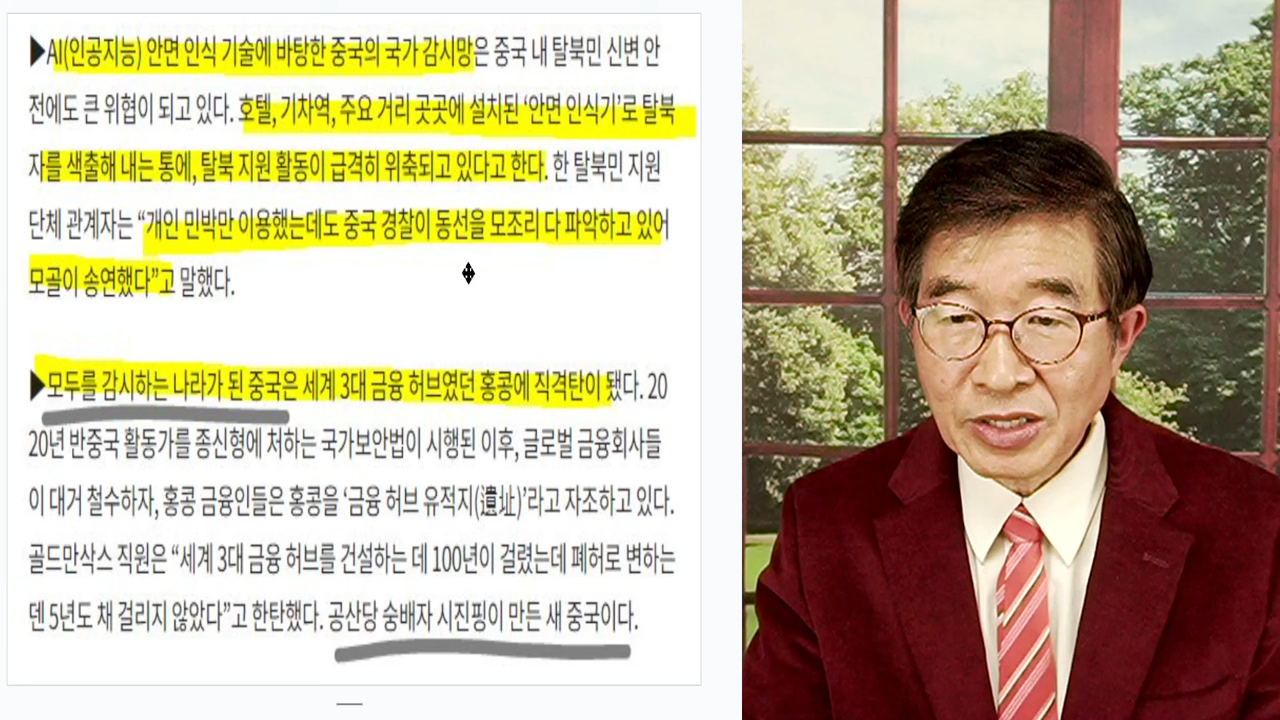 ▶AI(인공지능) 안면 인식 기술에 바탕한 중국의 국가 감시망은 중국 내 탈북민 신변 안
전에도 큰 위협이 되고 있다. 호텔, 기차역, 주요 거리 곳곳에 설치된 ‘안면 인식기’로 탈북
자를 색출해 내는 통에, 탈북 지원 활동이 급격히 위축되고 있다고 한다. 한 탈북민 지원
단체 관계자는 “개인 민박만 이용했는데도 중국 경찰이 동선을 모조리 다 파악하고 있어
모골이 송연했다”고 말했다.
▶모두를 감시하는 나라가 된 중국은 세계 3대 금융 허브였던 홍콩에 직격탄이 됐다. 20
20년 반중국 활동가를 종신형에 처하는 국가보안법이 시행된 이후, 글로벌 금융회사들
이 대거 철수하자, 홍콩 금융인들은 홍콩을 ‘금융 허브 유적지(遺址)’라고 자조하고 있다.
골드만삭스 직원은 “세계 3대 금융 허브를 건설하는 데 100년이 걸렸는데 폐허로 변하는
덴 5년도 채 걸리지 않았다”고 한탄했다. 공산당 숭배자 시진핑이 만든 새 중국이다.